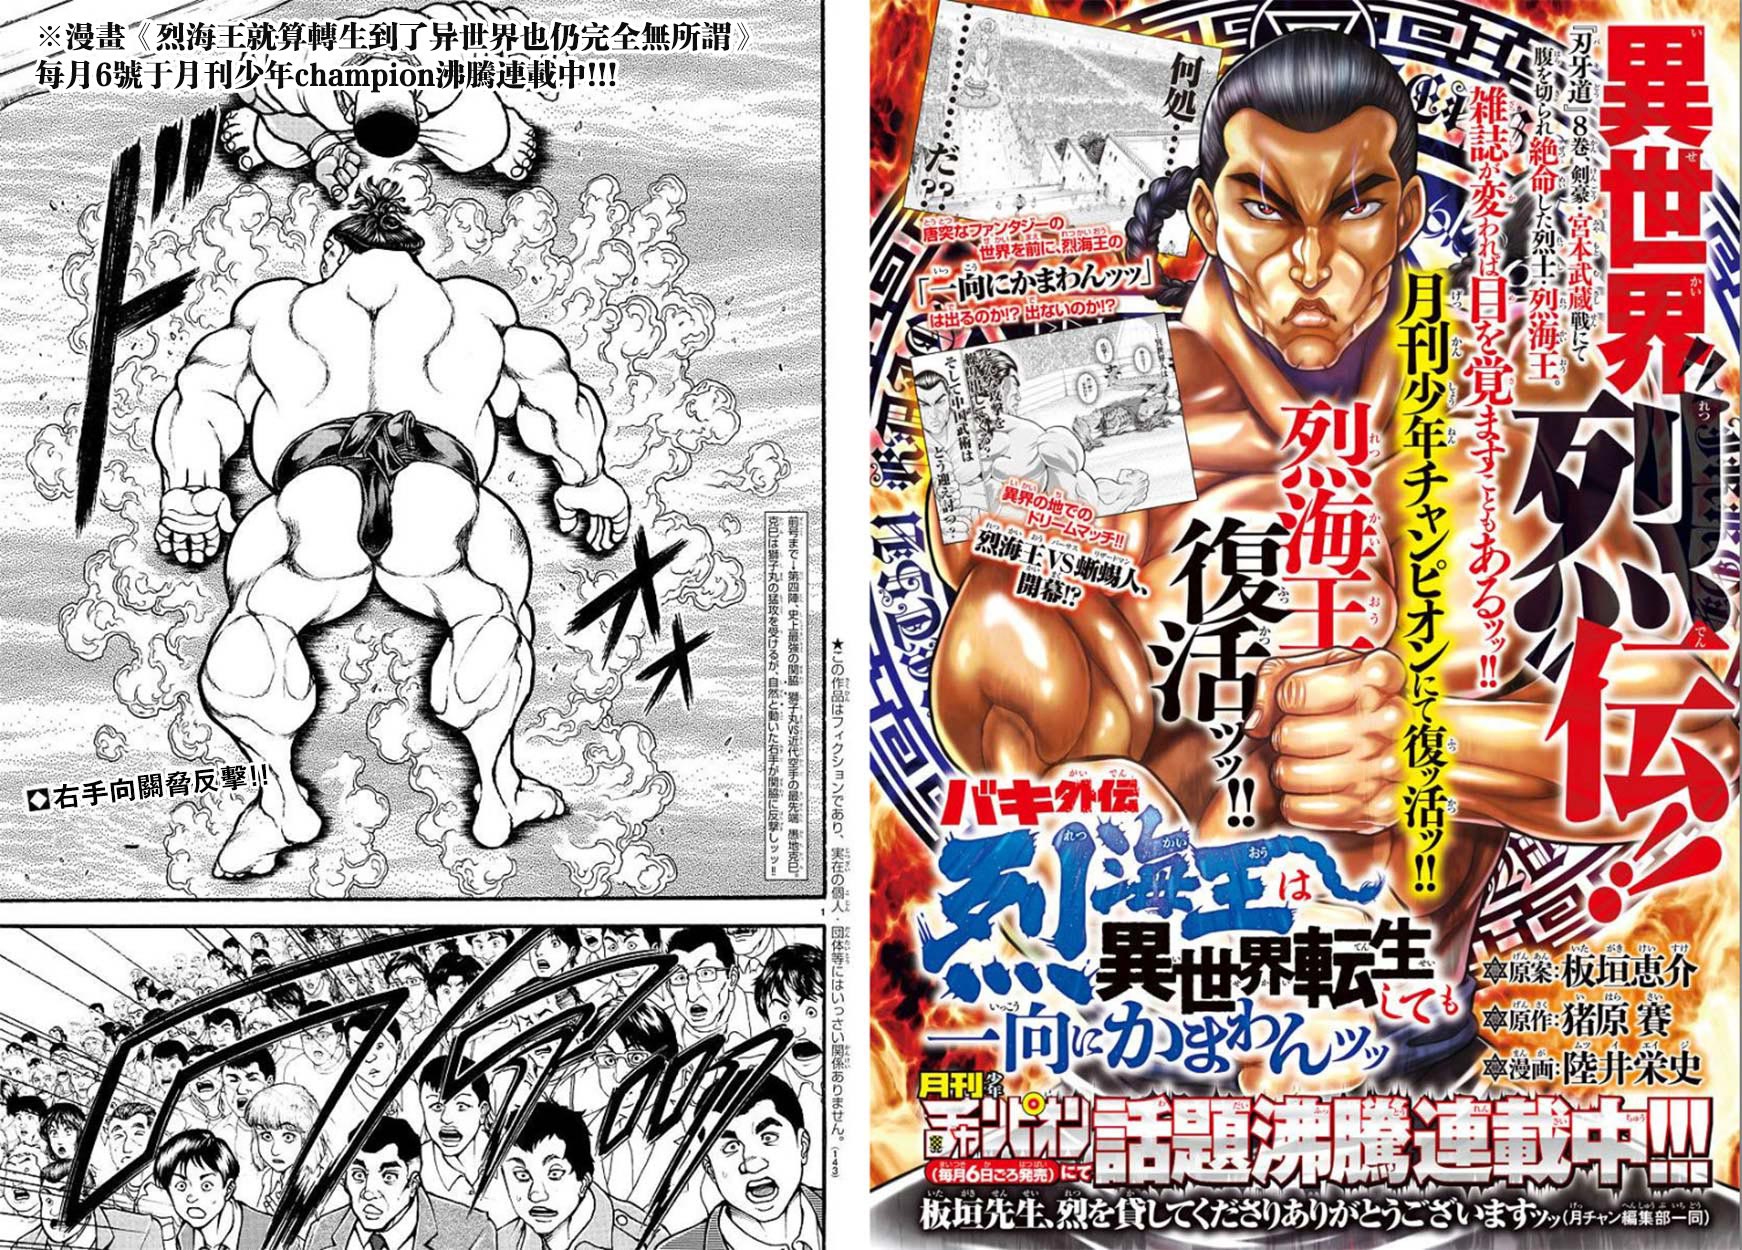 ※漫畫《烈海王就算轉生到了异世界也仍完全無所謂》
每月6號于月刊少年champion沸騰連載中!!!
ドドッ
右手向關脅反擊!!
前号まで―第四陣、史上最強の関脇 獅子丸VS近代空手の最先端 愚地克巳。
克巳は獅子丸の猛攻を受けるが、自然と動いた右手が関脇に反撃しッッ!!
★この作品はフィクションであり、実在の個人・団体等にはいっさい関係ありません。
1
(143)
ワアアッ
異世界烈伝!!
『刃牙道』8巻、剣豪・宮本武蔵戦にて
腹を切られ絶命した烈士・烈海王。
雑誌が変われば目を覚ますこともあるッッ!!
月刊少年チャンピオンにて復ッ活ッ!!
烈海王
復活ッッ!!
何処……
…だ??
唐突なファンタジーの
世界を前に、烈海王の
「一向にかまわんッッ」
は出るのか!? 出ないのか!?
そして中国武術は
どう迎え討つ…
異界の地での
ドリームマッチ!!
烈海王VS蜥蜴人、
開幕!?
バキ外伝
烈海王は
異世界転生しても
一向にかまわんッッ
原案:板垣恵介
原作:猪原賽
漫画:陸井栄史
月刊少年チャンピオン
(毎月6日ごろ発売)にて
話題沸騰連載中!!!
板垣先生、烈を貸してくださりありがとうございますッッ(月チャン編集部一同)